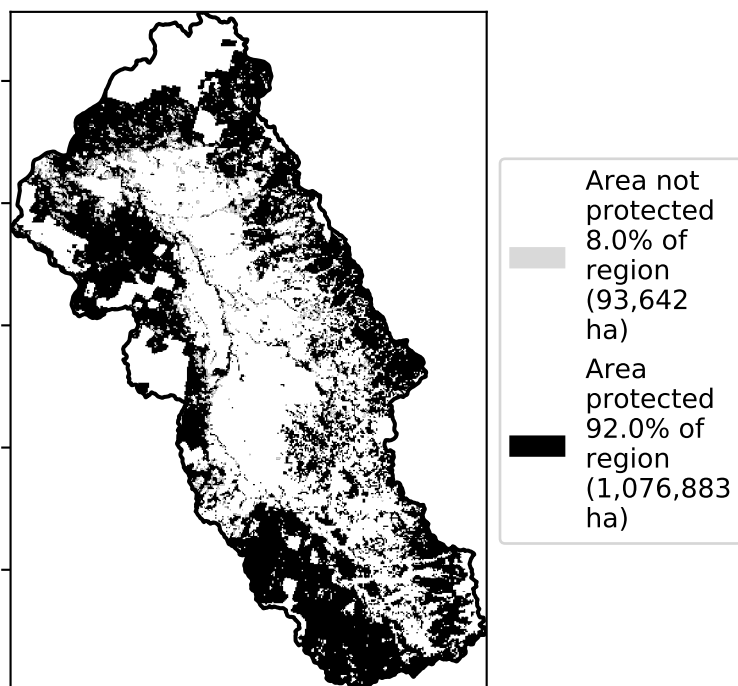 Area not
protected
8.0% of
region
(93,642
ha)
Area
protected
92.0% of
region
(1,076,883
ha)